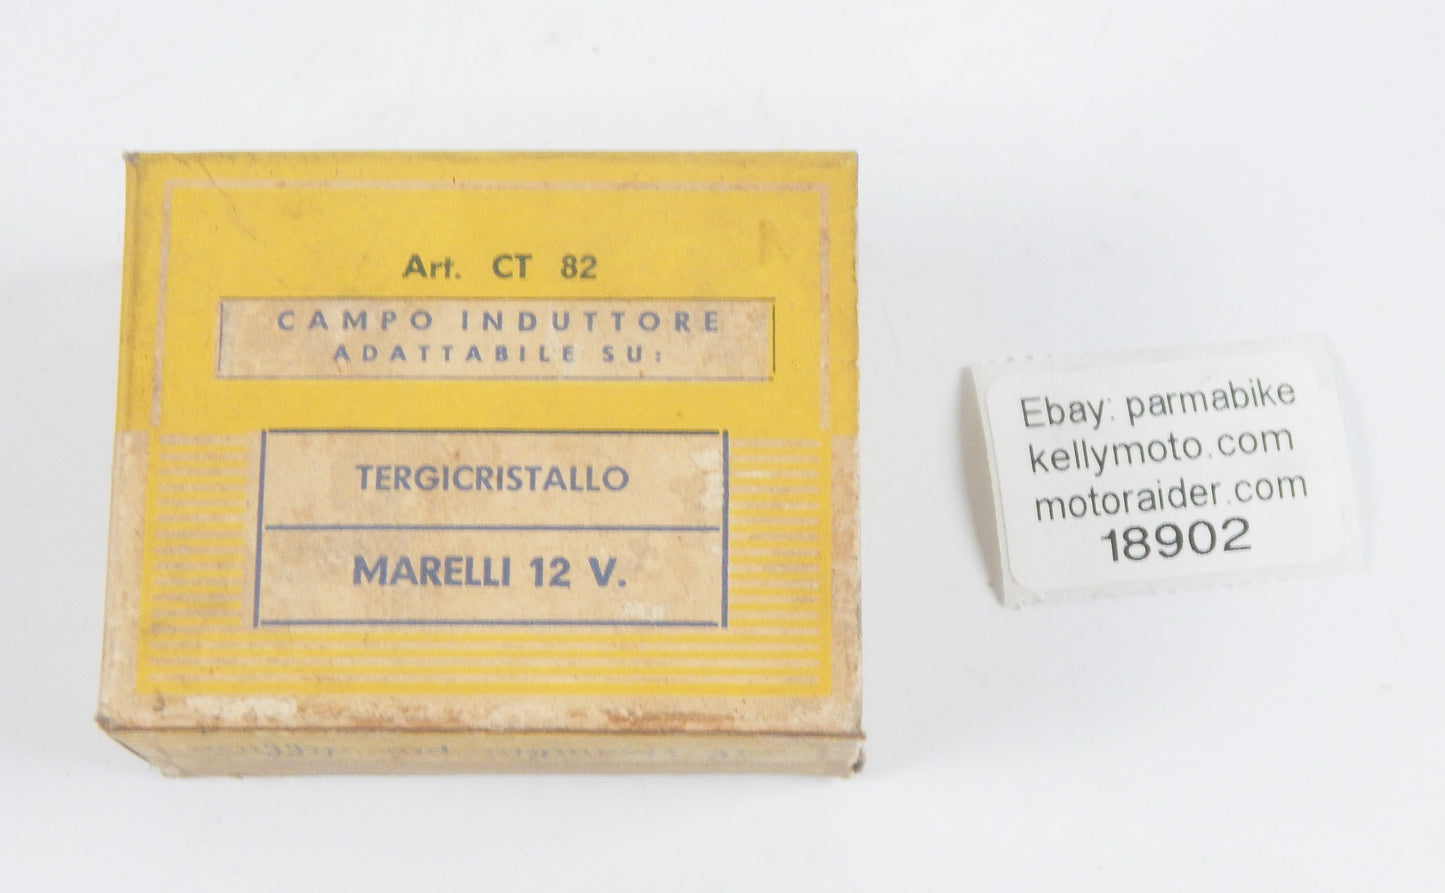 Art. CT 82
CAMPO INDUTTORE
ADATTABILE SU:
TERGICRISTALLO
MARELLI 12 V.
Ebay: parmabike
kellymoto.com
motoraider.com
18902